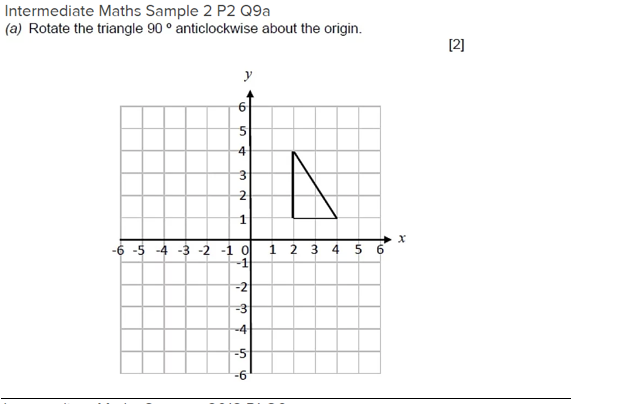 Intermediate Maths Sample 2 P2 Q9a
(a) Rotate the triangle 90 ° anticlockwise about the origin.
[2]
y
6
5
4
3
2
1
x
-6 -5 -4 -3 -2 -1 0 1 2 3 4 5 6
-1
-2
-3
-4
-5
-6